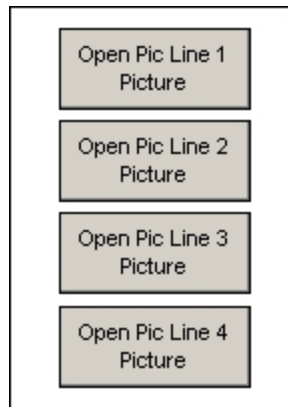 Open Pic Line 1
Picture
Open Pic Line 2
Picture
Open Pic Line 3
Picture
Open Pic Line 4
Picture